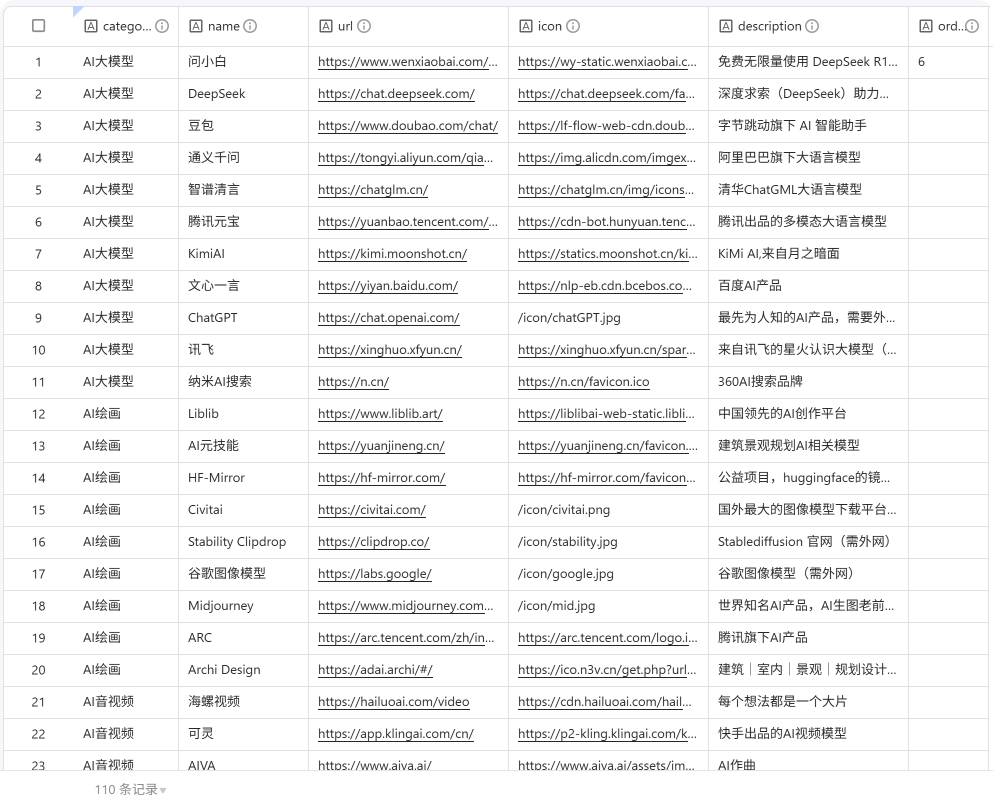 catego... name url icon description ord...
1 AI大模型 问小白 https://www.wenxiaobai.com/... https://wy-static.wenxiaobai.c... 免费无限量使用 DeepSeek R1... 6
2 AI大模型 DeepSeek https://chat.deepseek.com/ https://chat.deepseek.com/fa... 深度求索（DeepSeek）助力...
3 AI大模型 豆包 https://www.doubao.com/chat/ https://lf-flow-web-cdn.doub... 字节跳动旗下 AI 智能助手
4 AI大模型 通义千问 https://tongyi.aliyun.com/qia... https://img.alicdn.com/imgex... 阿里巴巴旗下大语言模型
5 AI大模型 智谱清言 https://chatglm.cn/ https://chatglm.cn/img/icons... 清华ChatGML大语言模型
6 AI大模型 腾讯元宝 https://yuanbao.tencent.com/... https://cdn-bot.hunyuan.tenc... 腾讯出品的多模态大语言模型
7 AI大模型 KimiAI https://kimi.moonshot.cn/ https://statics.moonshot.cn/ki... KiMi AI,来自月之暗面
8 AI大模型 文心一言 https://yiyan.baidu.com/ https://nlp-eb.cdn.bcebos.co... 百度AI产品
9 AI大模型 ChatGPT https://chat.openai.com/ /icon/chatGPT.jpg 最先为人知的AI产品，需要外...
10 AI大模型 讯飞 https://xinghuo.xfyun.cn/ https://xinghuo.xfyun.cn/spar... 来自讯飞的星火认识大模型（...
11 AI大模型 纳米AI搜索 https://n.cn/ https://n.cn/favicon.ico 360AI搜索品牌
12 AI绘画 Liblib https://www.liblib.art/ https://liblibai-web-static.libli... 中国领先的AI创作平台
13 AI绘画 AI元技能 https://yuanjineng.cn/ https://yuanjineng.cn/favicon.... 建筑景观规划AI相关模型
14 AI绘画 HF-Mirror https://hf-mirror.com/ https://hf-mirror.com/favicon... 公益项目，huggingface的镜...
15 AI绘画 Civitai https://civitai.com/ /icon/civitai.png 国外最大的图像模型下载平台...
16 AI绘画 Stability Clipdrop https://clipdrop.co/ /icon/stability.jpg Stablediffusion 官网（需外网）
17 AI绘画 谷歌图像模型 https://labs.google/ /icon/google.jpg 谷歌图像模型（需外网）
18 AI绘画 Midjourney https://www.midjourney.com... /icon/mid.jpg 世界知名AI产品，AI生图老前...
19 AI绘画 ARC https://arc.tencent.com/zh/in... https://arc.tencent.com/logo.i... 腾讯旗下AI产品
20 AI绘画 Archi Design https://adai.archi/#/ https://ico.n3v.cn/get.php?url... 建筑｜室内｜景观｜规划设计...
21 AI音视频 海螺视频 https://hailuoai.com/video https://cdn.hailuoai.com/hail... 每个想法都是一个大片
22 AI音视频 可灵 https://app.klingai.com/cn/ https://p2-kling.klingai.com/k... 快手出品的AI视频模型
23 AI音视频 AIVA https://www.aiva.ai/ https://www.aiva.ai/assets/im... AI作曲
110 条记录